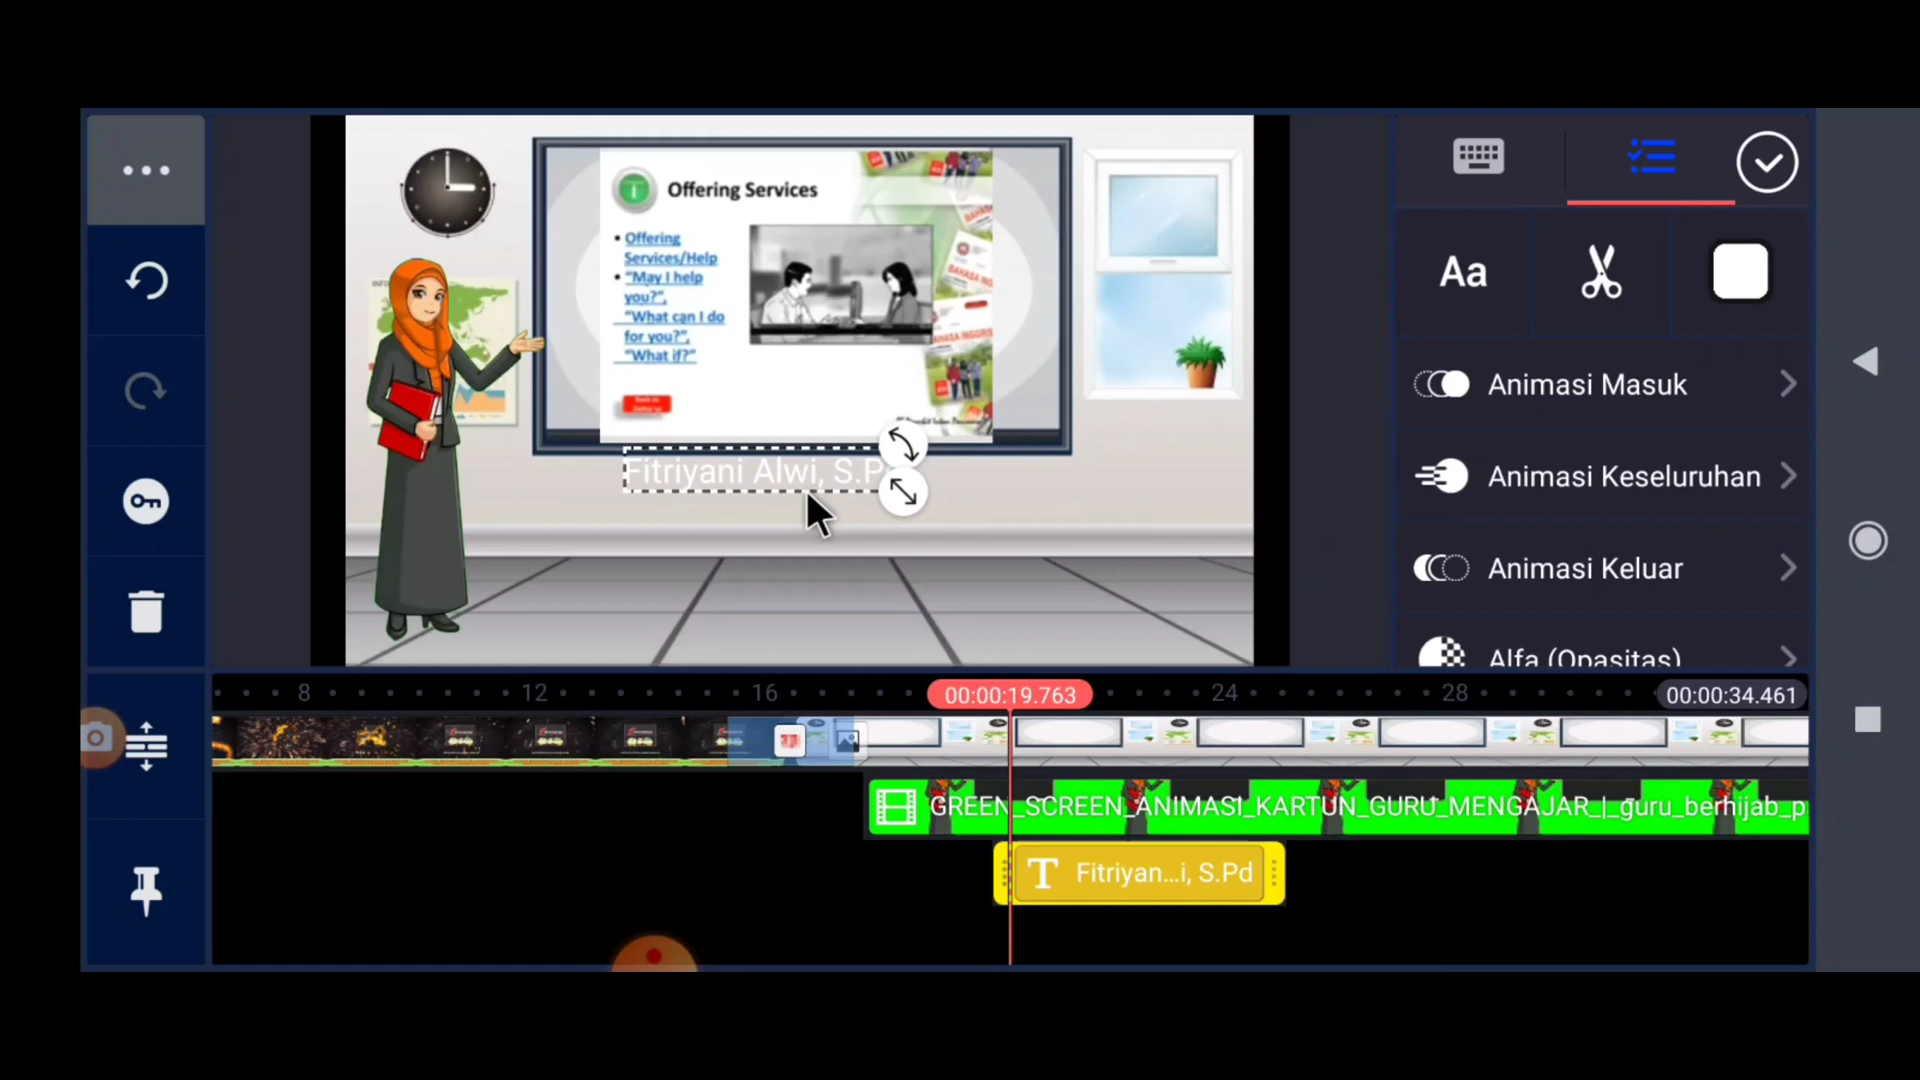 Offering Services
• Offering
Services/Help
• “May I help
you?”,
“What can I do
for you?”,
“What if?”
BAHASA INGGRIS
Fitriyani Alwi, S.P
Aa
Animasi Masuk
Animasi Keseluruhan
Animasi Keluar
Alfa (Opasitas)
8 12 16 00:00:19.763 24 28 00:00:34.461
GREEN_SCREEN_ANIMASI_KARTUN_GURU_MENGAJAR_|_guru_berhijab_p
T Fitriyan...i, S.Pd